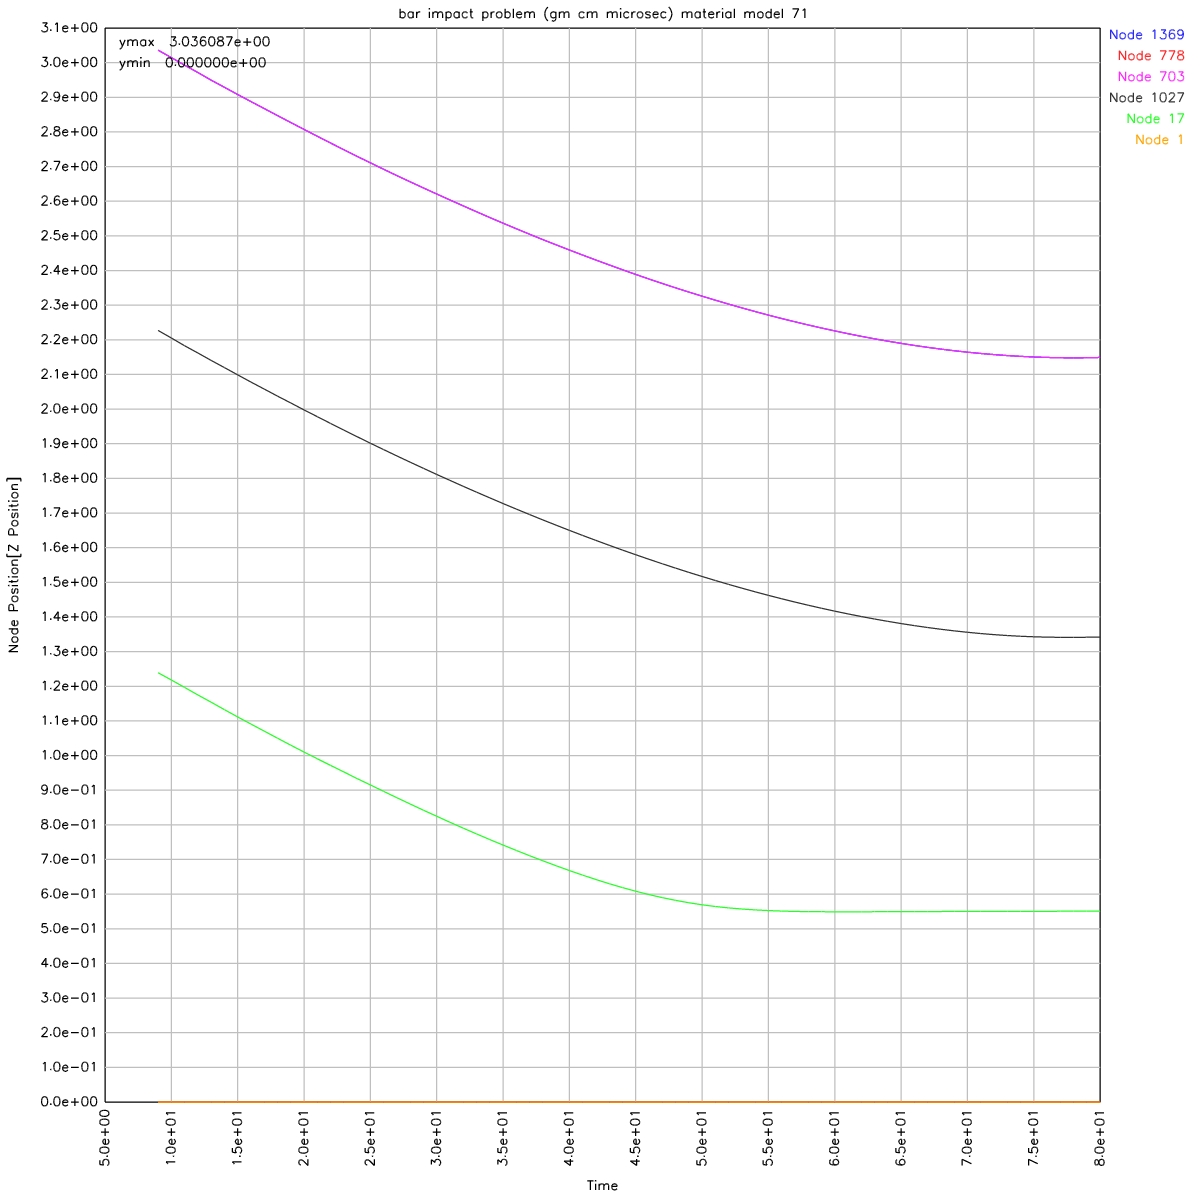 bar impact problem (gm cm microsec) material model 71
ymax 3.036087e+00
ymin 0.000000e+00
Node 1369
Node 778
Node 703
Node 1027
Node 17
Node 1
Node Position[Z Position]
3.1e+00
3.0e+00
2.9e+00
2.8e+00
2.7e+00
2.6e+00
2.5e+00
2.4e+00
2.3e+00
2.2e+00
2.1e+00
2.0e+00
1.9e+00
1.8e+00
1.7e+00
1.6e+00
1.5e+00
1.4e+00
1.3e+00
1.2e+00
1.1e+00
1.0e+00
9.0e-01
8.0e-01
7.0e-01
6.0e-01
5.0e-01
4.0e-01
3.0e-01
2.0e-01
1.0e-01
0.0e+00
5.0e+00
1.0e+01
1.5e+01
2.0e+01
2.5e+01
3.0e+01
3.5e+01
4.0e+01
4.5e+01
5.0e+01
5.5e+01
6.0e+01
6.5e+01
7.0e+01
7.5e+01
8.0e+01
Time